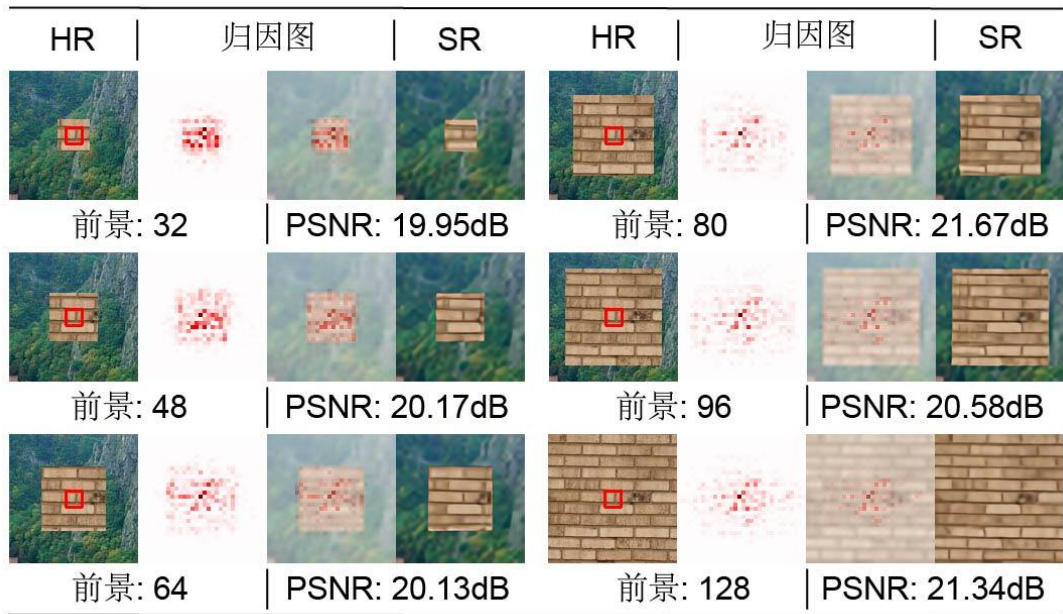 HR | 归因图 | SR HR | 归因图 | SR
前景: 32 | PSNR: 19.95dB 前景: 80 | PSNR: 21.67dB
前景: 48 | PSNR: 20.17dB 前景: 96 | PSNR: 20.58dB
前景: 64 | PSNR: 20.13dB 前景: 128 | PSNR: 21.34dB